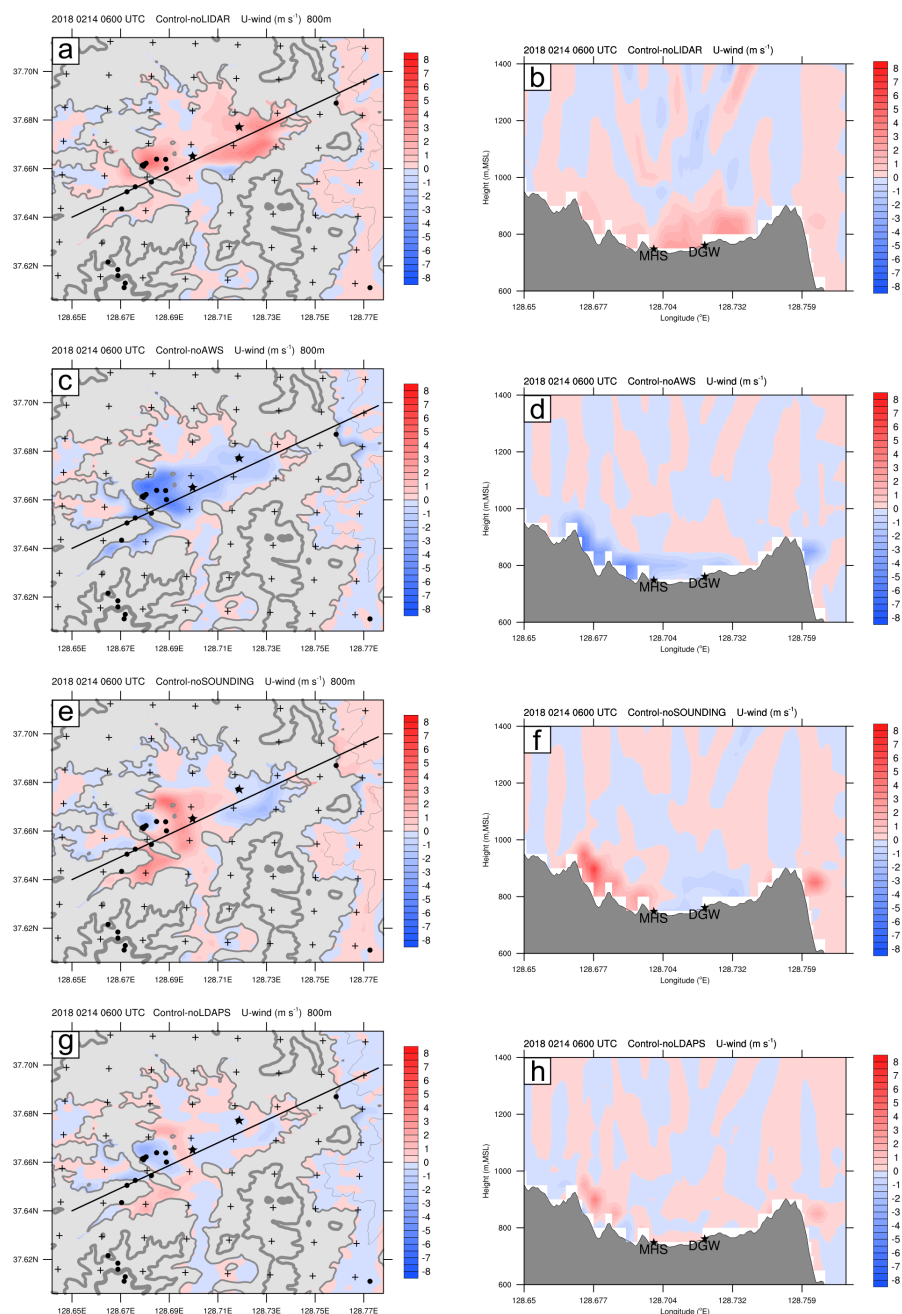 2018 0214 0600 UTC Control-noLIDAR U-wind (m s⁻¹) 800m
a
37.70N
37.68N
37.66N
37.64N
37.62N
128.65E 128.67E 128.69E 128.71E 128.73E 128.75E 128.77E
8
7
6
5
4
3
2
1
0
-1
-2
-3
-4
-5
-6
-7
-8
2018 0214 0600 UTC Control-noLIDAR U-wind (m s⁻¹)
b
Height (m,MSL)
1400
1200
1000
800
600
MHS DGW
128.65 128.677 128.704 128.732 128.759
Longitude (°E)
8
7
6
5
4
3
2
1
0
-1
-2
-3
-4
-5
-6
-7
-8
2018 0214 0600 UTC Control-noAWS U-wind (m s⁻¹) 800m
c
37.70N
37.68N
37.66N
37.64N
37.62N
128.65E 128.67E 128.69E 128.71E 128.73E 128.75E 128.77E
8
7
6
5
4
3
2
1
0
-1
-2
-3
-4
-5
-6
-7
-8
2018 0214 0600 UTC Control-noAWS U-wind (m s⁻¹)
d
Height (m,MSL)
1400
1200
1000
800
600
MHS DGW
128.65 128.677 128.704 128.732 128.759
Longitude (°E)
8
7
6
5
4
3
2
1
0
-1
-2
-3
-4
-5
-6
-7
-8
2018 0214 0600 UTC Control-noSOUNDING U-wind (m s⁻¹) 800m
e
37.70N
37.68N
37.66N
37.64N
37.62N
128.65E 128.67E 128.69E 128.71E 128.73E 128.75E 128.77E
8
7
6
5
4
3
2
1
0
-1
-2
-3
-4
-5
-6
-7
-8
2018 0214 0600 UTC Control-noSOUNDING U-wind (m s⁻¹)
f
Height (m,MSL)
1400
1200
1000
800
600
MHS DGW
128.65 128.677 128.704 128.732 128.759
Longitude (°E)
8
7
6
5
4
3
2
1
0
-1
-2
-3
-4
-5
-6
-7
-8
2018 0214 0600 UTC Control-noLDAPS U-wind (m s⁻¹) 800m
g
37.70N
37.68N
37.66N
37.64N
37.62N
128.65E 128.67E 128.69E 128.71E 128.73E 128.75E 128.77E
8
7
6
5
4
3
2
1
0
-1
-2
-3
-4
-5
-6
-7
-8
2018 0214 0600 UTC Control-noLDAPS U-wind (m s⁻¹)
h
Height (m,MSL)
1400
1200
1000
800
600
MHS DGW
128.65 128.677 128.704 128.732 128.759
Longitude (°E)
8
7
6
5
4
3
2
1
0
-1
-2
-3
-4
-5
-6
-7
-8